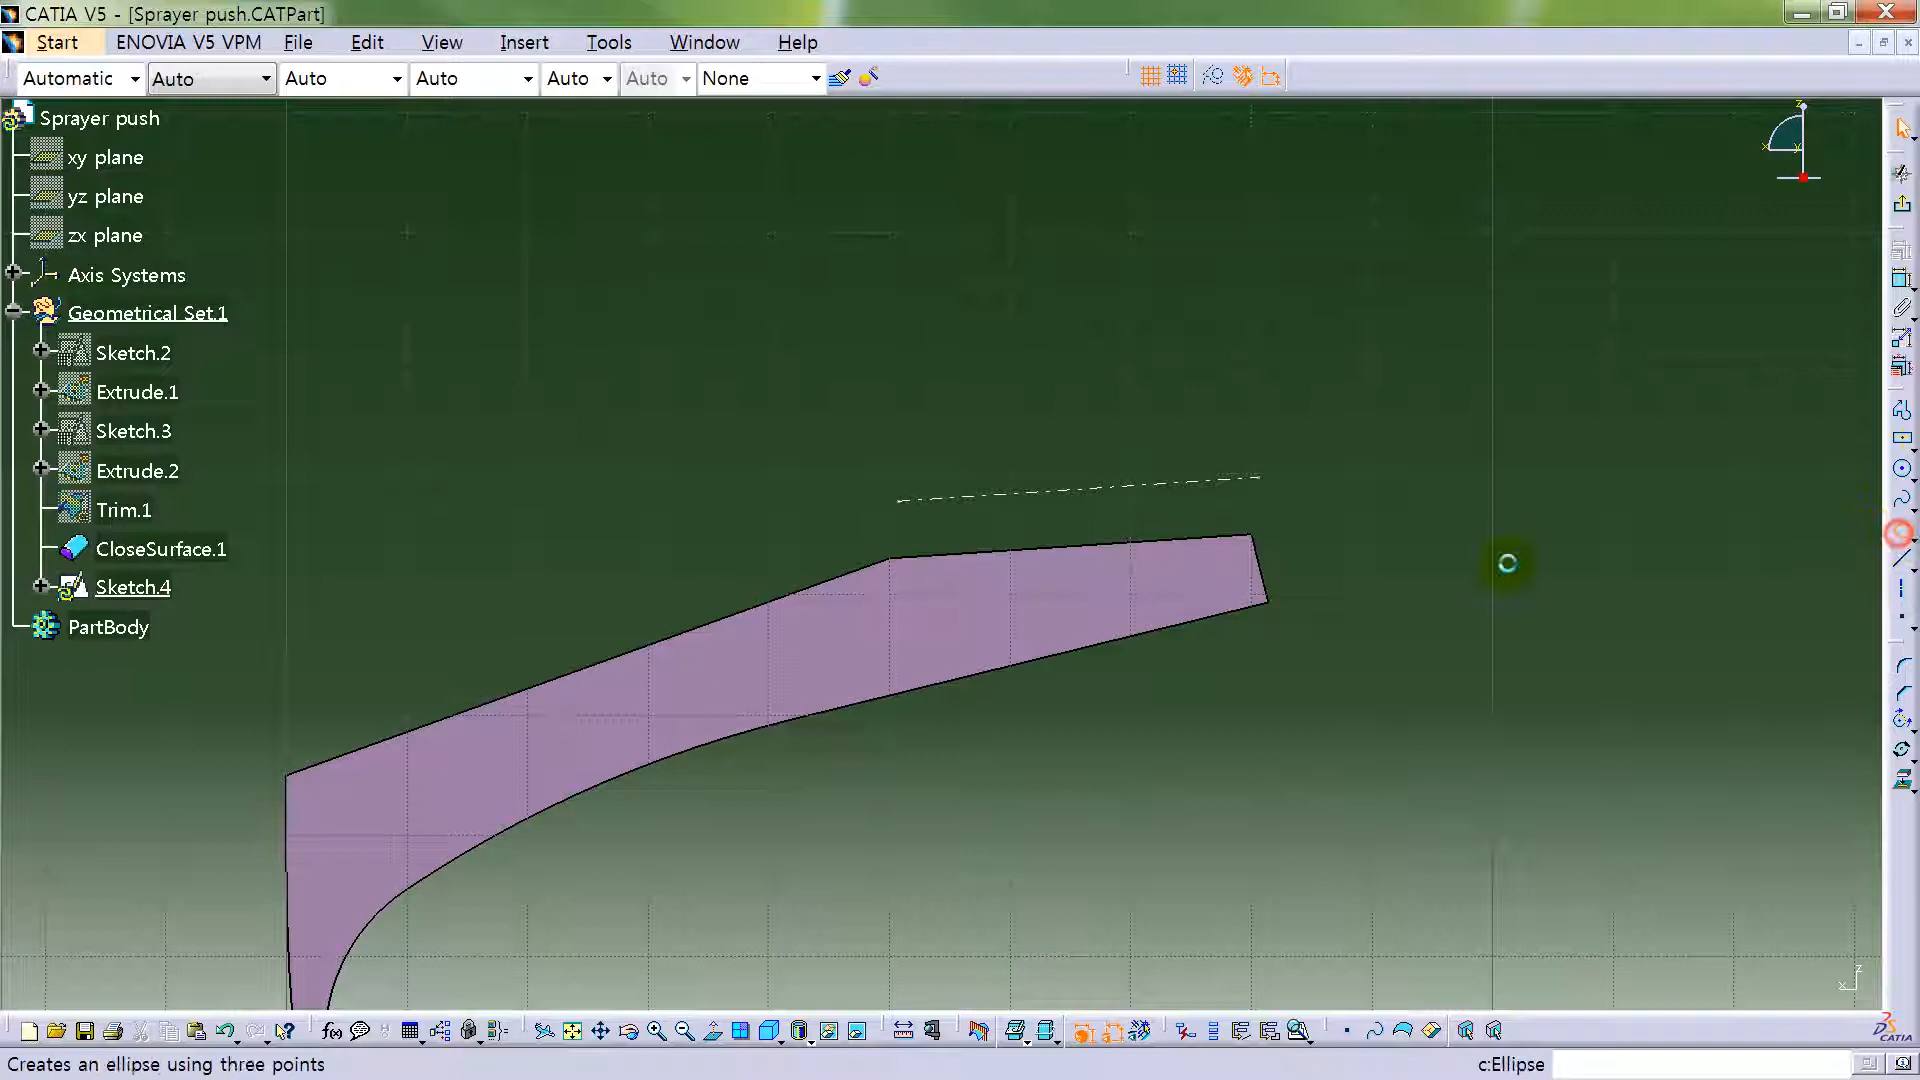 CATIA V5 - [Sprayer push.CATPart]
Start ENOVIA V5 VPM File Edit View Insert Tools Window Help
Automatic Auto Auto Auto Auto Auto None
Sprayer push
xy plane
yz plane
zx plane
Axis Systems
Geometrical Set.1
Sketch.2
Extrude.1
Sketch.3
Extrude.2
Trim.1
CloseSurface.1
Sketch.4
PartBody
z
x
y
z
x
f(x)
CATIA
Creates an ellipse using three points
c:Ellipse